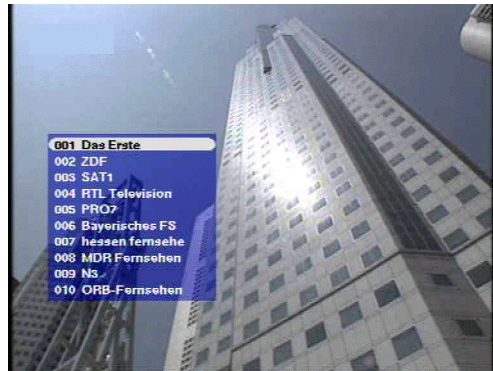 001 Das Erste
002 ZDF
003 SAT1
004 RTL Television
005 PRO7
006 Bayerisches FS
007 hessen fernsehe
008 MDR Fernsehen
009 N3
010 ORB-Fernsehen